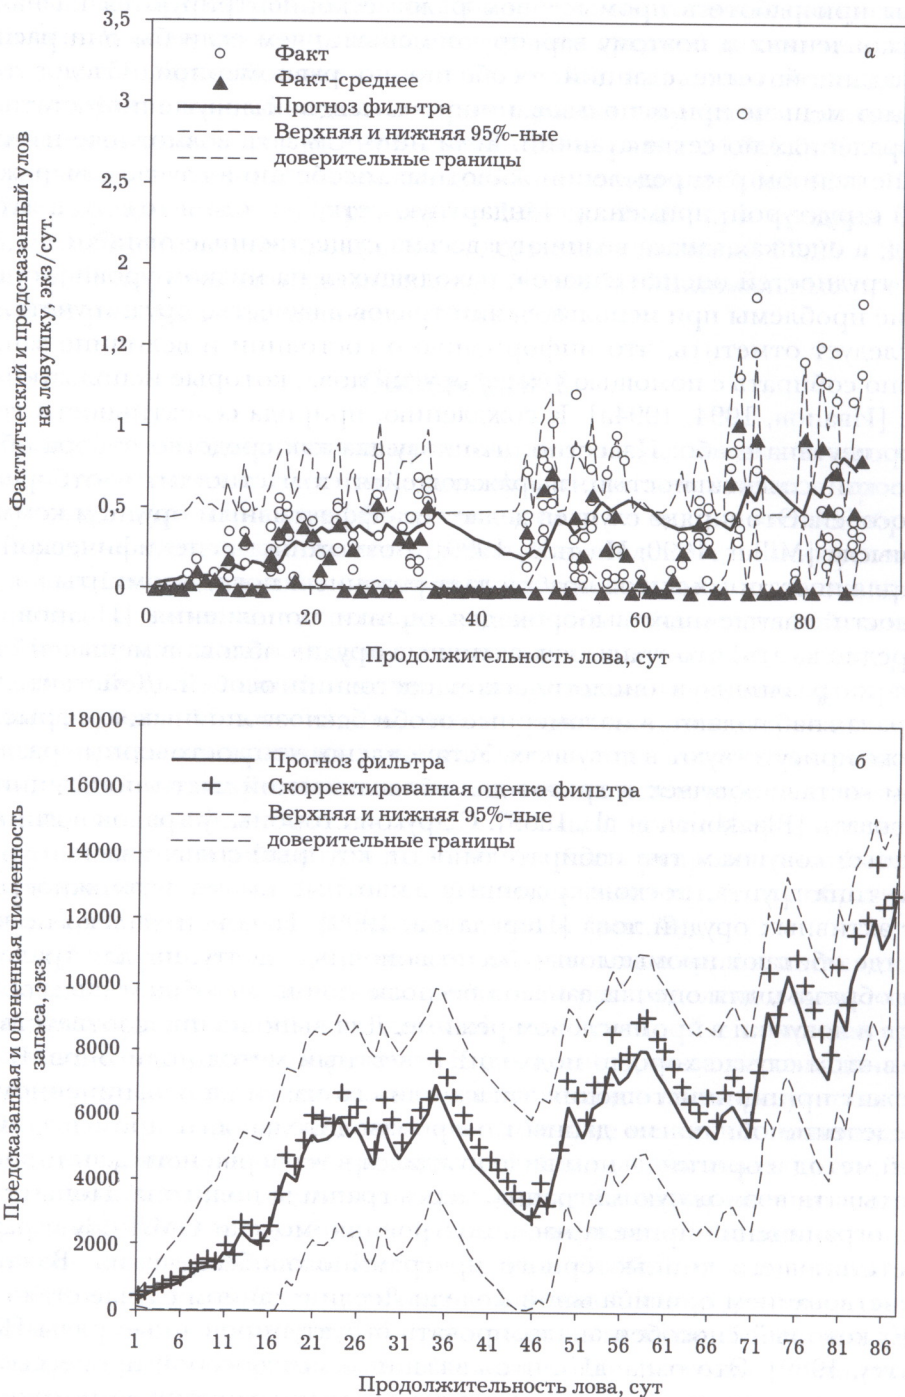 3,5
3
2,5
2
1,2
1
0,5
0
0
20
40
60
80
а
Факт
Факт-среднее
Прогноз фильтра
Верхняя и нижняя 95%-ные
доверительные границы
Фактитческий и предсказанный улов
на ловушку, экз/сут.
Продолжительность лова, сут
18000
16000
14000
12000
10000
8000
6000
4000
2000
0
1
6
11
16
21
26
31
36
41
46
51
56
61
66
71
76
81
86
б
Прогноз фильтра
Скорректированная оценка фильтра
Верхняя и нижняя 95%-ные
доверительные границы
Предсказанная и оцененная численность
запаса, экз.
Продолжительность лова, сут